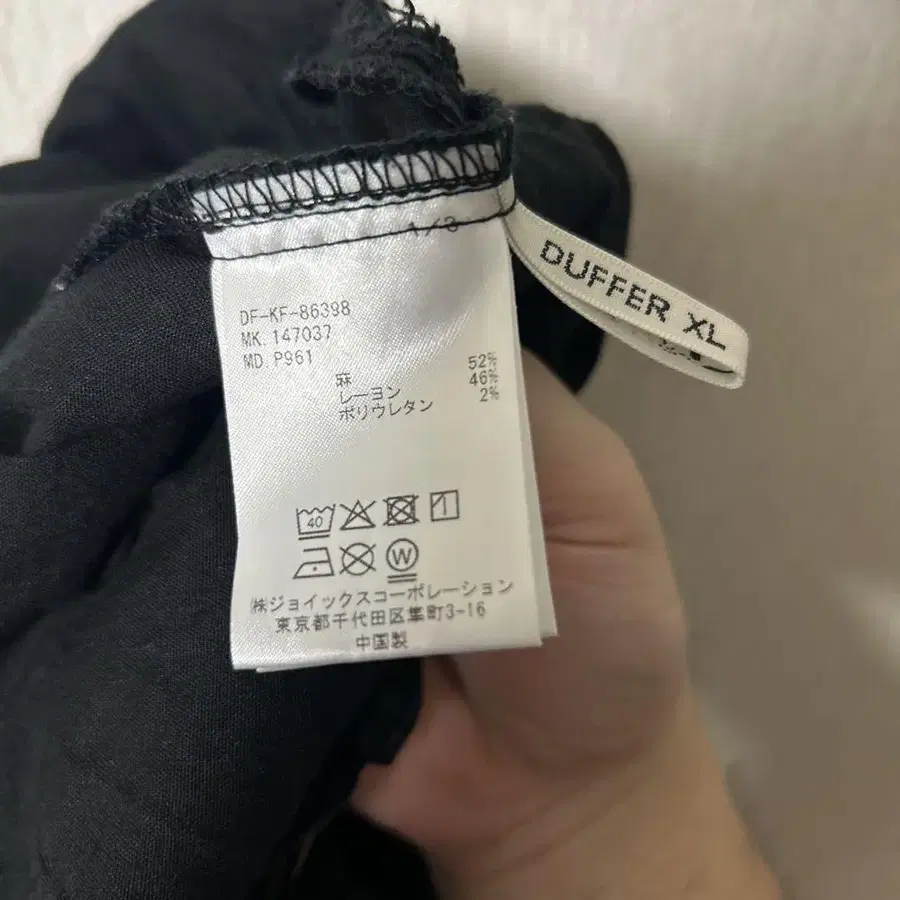 1/3
DUFFER XL
DF-KF-86398
MK.147037
MD.P961
麻 52%
レーヨン 46%
ポリウレタン 2%
40
W
㈱ジョイックスコーポレーション
東京都千代田区隼町3-16
中国製